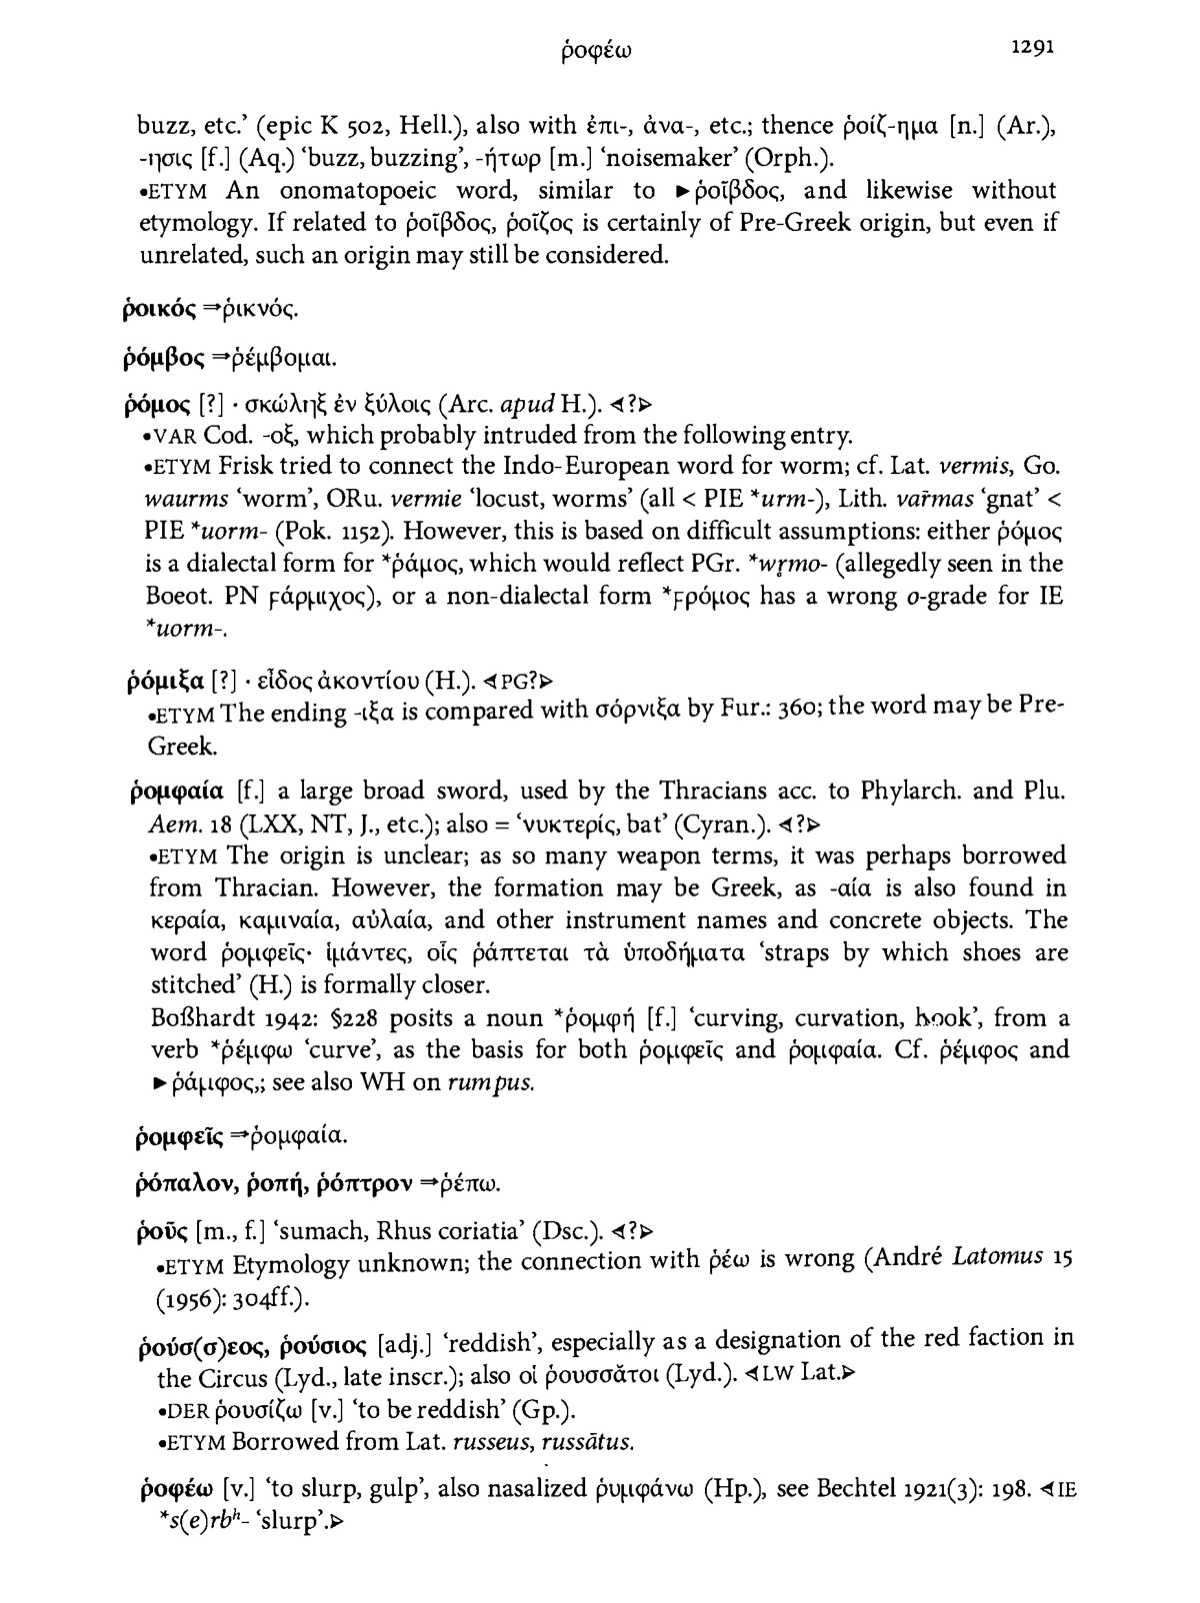 ῥοφέω 1291
buzz, etc.’ (epic K 502, Hell.), also with ἐπι-, ἀνα-, etc.; thence ῥοίζ-ημα [n.] (Ar.),
-ησις [f.] (Aq.) ‘buzz, buzzing’, -ήτωρ [m.] ‘noisemaker’ (Orph.).
•ETYM An onomatopoeic word, similar to ►ῥοῖβδος, and likewise without
etymology. If related to ῥοῖβδος, ῥοῖζος is certainly of Pre-Greek origin, but even if
unrelated, such an origin may still be considered.
ῥοικός ⇒ῥικνός.
ῥόμβος ⇒ῥέμβομαι.
ῥόμος [?] · σκώληξ ἐν ξύλοις (Arc. apud H.). ⊲?⊳
•VAR Cod. -οξ, which probably intruded from the following entry.
•ETYM Frisk tried to connect the Indo-European word for worm; cf. Lat. vermis, Go.
waurms ‘worm’, ORu. vermie ‘locust, worms’ (all < PIE *urm-), Lith. var̃mas ‘gnat’ <
PIE *uorm- (Pok. 1152). However, this is based on difficult assumptions: either ῥόμος
is a dialectal form for *ῥάμος, which would reflect PGr. *wr̥mo- (allegedly seen in the
Boeot. PN ϝάρμιχος), or a non-dialectal form *ϝρόμος has a wrong o-grade for IE
*uorm-.
ῥόμιξα [?] · εἶδος ἀκοντίου (H.). ⊲PG?⊳
•ETYM The ending -ιξα is compared with σόρνιξα by Fur.: 360; the word may be Pre-
Greek.
ῥομφαία [f.] a large broad sword, used by the Thracians acc. to Phylarch. and Plu.
Aem. 18 (LXX, NT, J., etc.); also = ‘νυκτερίς, bat’ (Cyran.). ⊲?⊳
•ETYM The origin is unclear; as so many weapon terms, it was perhaps borrowed
from Thracian. However, the formation may be Greek, as -αία is also found in
κεραία, καμιναία, αὐλαία, and other instrument names and concrete objects. The
word ῥομφεῖς· ἱμάντες, οἷς ῥάπτεται τὰ ὑποδήματα ‘straps by which shoes are
stitched’ (H.) is formally closer.
Boßhardt 1942: §228 posits a noun *ῥομφή [f.] ‘curving, curvation, hook’, from a
verb *ῥέμφω ‘curve’, as the basis for both ῥομφεῖς and ῥομφαία. Cf. ῥέμφος and
►ῥάμφος,; see also WH on rumpus.
ῥομφεῖς ⇒ῥομφαία.
ῥόπαλον, ῥοπή, ῥόπτρον ⇒ῥέπω.
ῥοῦς [m., f.] ‘sumach, Rhus coriatia’ (Dsc.). ⊲?⊳
•ETYM Etymology unknown; the connection with ῥέω is wrong (André Latomus 15
(1956): 304ff.).
ῥούσ(σ)εος, ῥούσιος [adj.] ‘reddish’, especially as a designation of the red faction in
the Circus (Lyd., late inscr.); also οἱ ῥουσσᾶτοι (Lyd.). ⊲LW Lat.⊳
•DER ῥουσίζω [v.] ‘to be reddish’ (Gp.).
•ETYM Borrowed from Lat. russeus, russātus.
ῥοφέω [v.] ‘to slurp, gulp’, also nasalized ῥυμφάνω (Hp.), see Bechtel 1921(3): 198. ⊲IE
*s(e)rbʰ- ‘slurp’.⊳